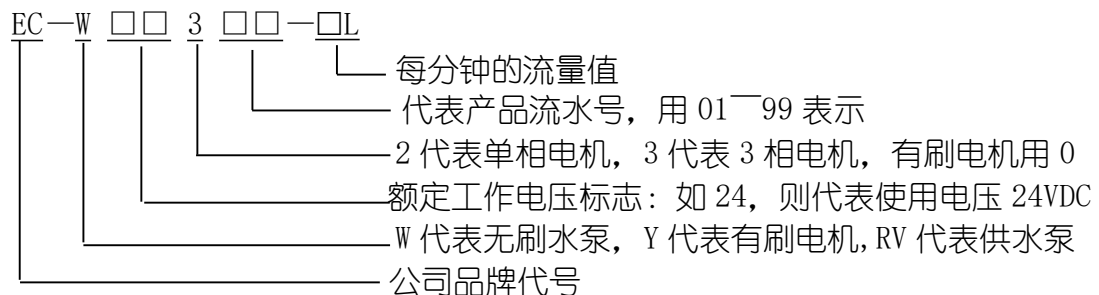 EC—W □□ 3 □□—□L
每分钟的流量值
代表产品流水号，用 01—99 表示
2 代表单相电机，3 代表 3 相电机，有刷电机用 0
额定工作电压标志：如 24，则代表使用电压 24VDC
W 代表无刷水泵，Y 代表有刷电机,RV 代表供水泵
公司品牌代号